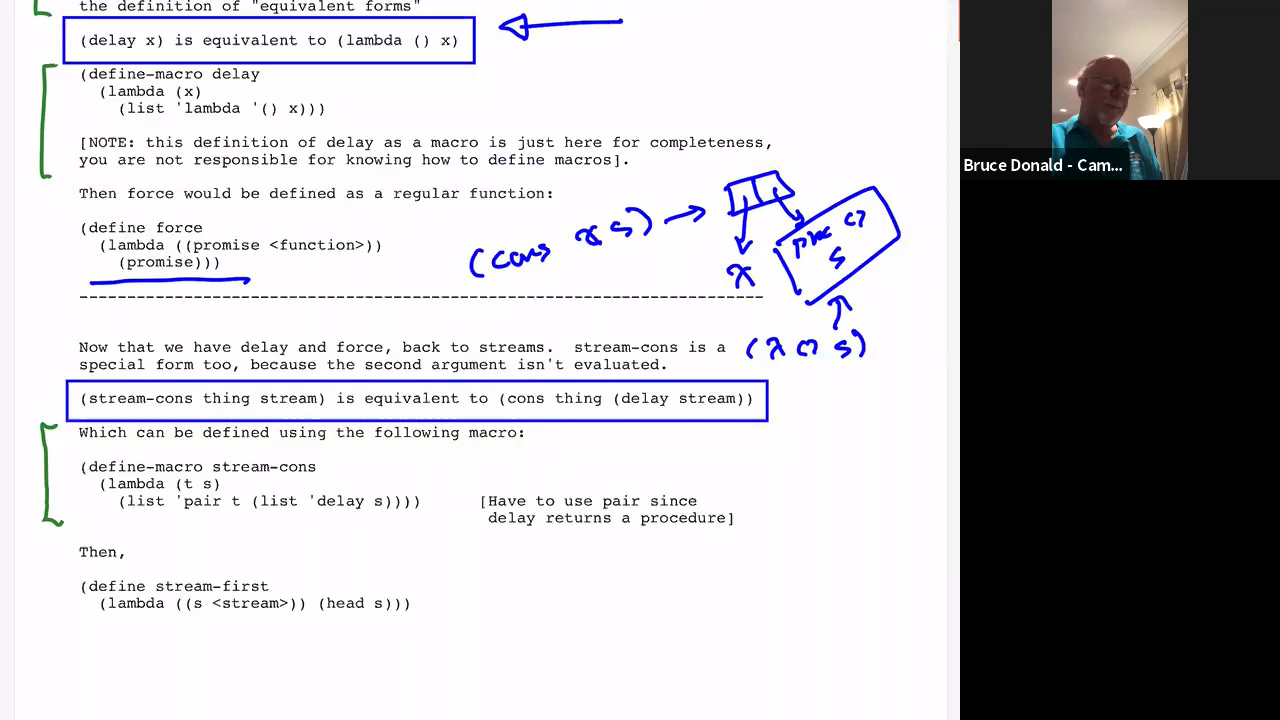 the definition of "equivalent forms"
(delay x) is equivalent to (lambda () x)
(define-macro delay
(lambda (x)
(list 'lambda '() x)))
[NOTE: this definition of delay as a macro is just here for completeness,
you are not responsible for knowing how to define macros].
Then force would be defined as a regular function:
(define force
(lambda ((promise <function>))
(promise)))
(cons x s) →
x
proc ()
s
(λ () s)
--------------------------------------------------------------------------
Now that we have delay and force, back to streams.  stream-cons is a
special form too, because the second argument isn't evaluated.
(stream-cons thing stream) is equivalent to (cons thing (delay stream))
Which can be defined using the following macro:
(define-macro stream-cons
(lambda (t s)
(list 'pair t (list 'delay s))))     [Have to use pair since
delay returns a procedure]
Then,
(define stream-first
(lambda ((s <stream>)) (head s)))
Bruce Donald - Cam...